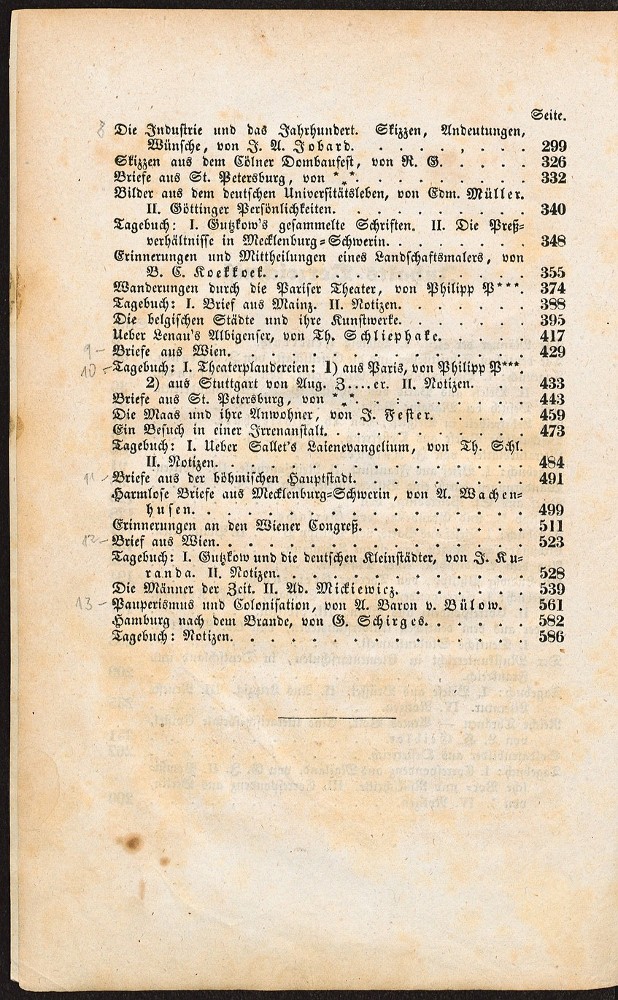 Seite.
8 Die Industrie und das Jahrhundert. Skizzen, Andeutungen,
Wünsche, von J. A. Jobard. . . . . . . . 299
Skizzen aus dem Cölner Dombaufest, von R. G. . . . . 326
Briefe aus St. Petersburg, von *** . . . . . . . . 332
Bilder aus dem deutschen Universitätsleben, von Edm. Müller.
II. Göttinger Persönlichkeiten. . . . . . . . . 340
Tagebuch: I. Gutzkow's gesammelte Schriften. II. Die Preß-
verhältnisse in Mecklenburg-Schwerin. . . . . . . 348
Erinnerungen und Mittheilungen eines Landschaftsmalers, von
B. C. Koekkoek. . . . . . . . . . . . 355
Wanderungen durch die Pariser Theater, von Philipp P***. 374
Tagebuch: I. Brief aus Mainz. II. Notizen. . . . . . 388
Die belgischen Städte und ihre Kunstwerke. . . . . . 395
Ueber Lenau's Albigenser, von Th. Schliephake. . . . . 417
9 – Briefe aus Wien. . . . . . . . . . . . . 429
10 – Tagebuch: I. Theaterplaudereien: 1) aus Paris, von Philipp P***.
2) aus Stuttgart von Aug. Z....er. II. Notizen. . . . 433
Briefe aus St. Petersburg, von ***. . . . . . . . 443
Die Maas und ihre Anwohner, von J. Fester. . . . . 459
Ein Besuch in einer Irrenanstalt. . . . . . . . . 473
Tagebuch: I. Ueber Sallet's Laienevangelium, von Th. Schl.
II. Notizen. . . . . . . . . . . . . . 484
11 – Briefe aus der böhmischen Hauptstadt. . . . . . . 491
Harmlose Briefe aus Mecklenburg-Schwerin, von A. Wachen-
husen. . . . . . . . . . . . . . . 499
Erinnerungen an den Wiener Congreß. . . . . . . . 511
12 – Brief aus Wien. . . . . . . . . . . . . 523
Tagebuch: I. Gutzkow und die deutschen Kleinstädter, von J. Ku-
randa. II. Notizen. . . . . . . . . . . 528
Die Männer der Zeit. II. Ad. Mickiewicz. . . . . . 539
13 – Pauperismus und Colonisation, von A. Baron v. Bülow. . 561
Hamburg nach dem Brande, von G. Schirges. . . . . 582
Tagebuch: Notizen. . . . . . . . . . . . 586